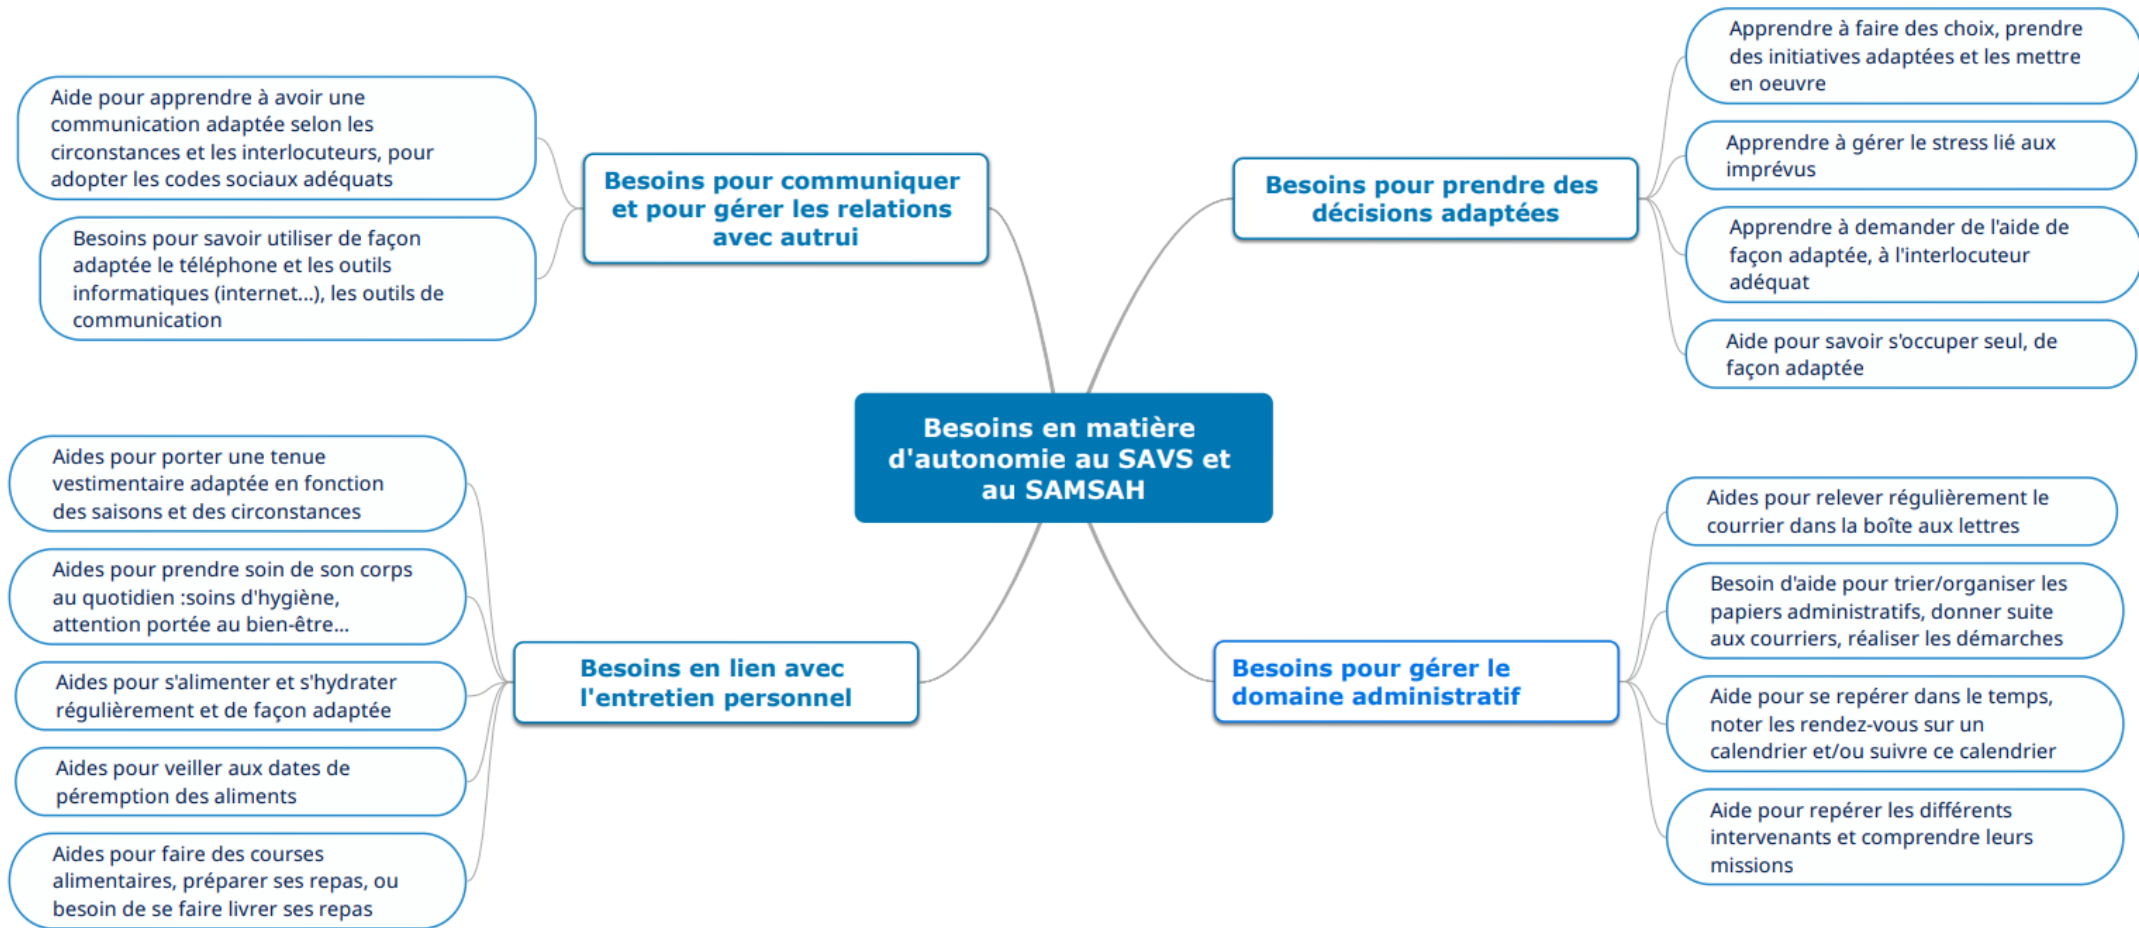 Besoins en matière
d'autonomie au SAVS et
au SAMSAH
Besoins pour communiquer
et pour gérer les relations
avec autrui
Aide pour apprendre à avoir une
communication adaptée selon les
circonstances et les interlocuteurs, pour
adopter les codes sociaux adéquats
Besoins pour savoir utiliser de façon
adaptée le téléphone et les outils
informatiques (internet...), les outils de
communication
Besoins pour prendre des
décisions adaptées
Apprendre à faire des choix, prendre
des initiatives adaptées et les mettre
en oeuvre
Apprendre à gérer le stress lié aux
imprévus
Apprendre à demander de l'aide de
façon adaptée, à l'interlocuteur
adéquat
Aide pour savoir s'occuper seul, de
façon adaptée
Besoins en lien avec
l'entretien personnel
Aides pour porter une tenue
vestimentaire adaptée en fonction
des saisons et des circonstances
Aides pour prendre soin de son corps
au quotidien :soins d'hygiène,
attention portée au bien-être...
Aides pour s'alimenter et s'hydrater
régulièrement et de façon adaptée
Aides pour veiller aux dates de
péremption des aliments
Aides pour faire des courses
alimentaires, préparer ses repas, ou
besoin de se faire livrer ses repas
Besoins pour gérer le
domaine administratif
Aides pour relever régulièrement le
courrier dans la boîte aux lettres
Besoin d'aide pour trier/organiser les
papiers administratifs, donner suite
aux courriers, réaliser les démarches
Aide pour se repérer dans le temps,
noter les rendez-vous sur un
calendrier et/ou suivre ce calendrier
Aide pour repérer les différents
intervenants et comprendre leurs
missions